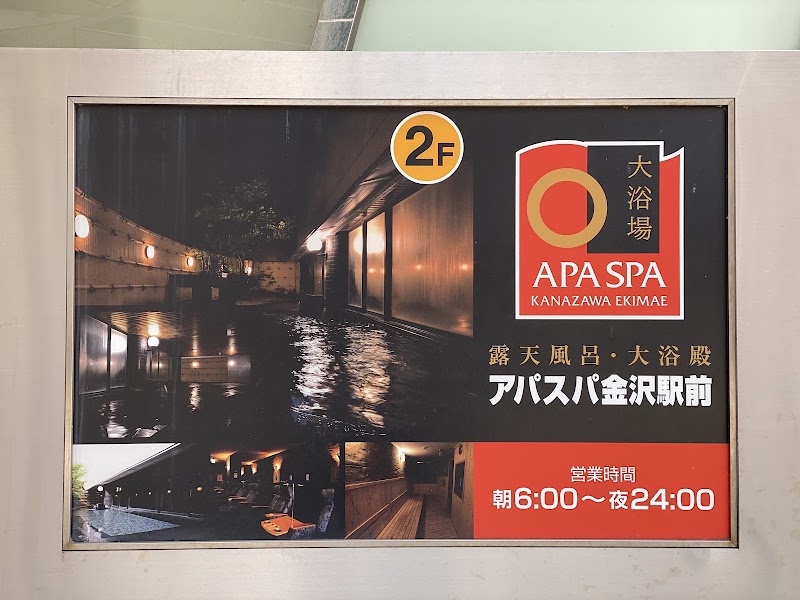 2F
大浴場
APA SPA
KANAZAWA EKIMAE
露天風呂・大浴殿
アパスパ金沢駅前
営業時間
朝6:00〜夜24:00